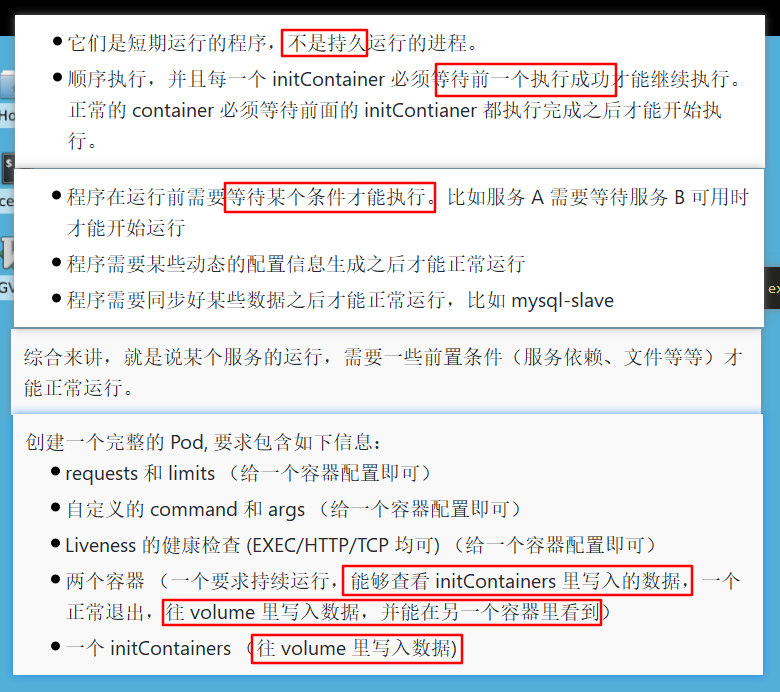 ●它们是短期运行的程序，不是持久运行的进程。
●顺序执行，并且每一个 initContainer 必须等待前一个执行成功才能继续执行。
正常的 container 必须等待前面的 initContianer 都执行完成之后才能开始执
行。
●程序在运行前需要等待某个条件才能执行。比如服务 A 需要等待服务 B 可用时
才能开始运行
●程序需要某些动态的配置信息生成之后才能正常运行
●程序需要同步好某些数据之后才能正常运行，比如 mysql-slave
综合来讲，就是说某个服务的运行，需要一些前置条件（服务依赖、文件等等）才
能正常运行。
创建一个完整的 Pod, 要求包含如下信息：
●requests 和 limits （给一个容器配置即可）
●自定义的 command 和 args （给一个容器配置即可）
●Liveness 的健康检查 (EXEC/HTTP/TCP 均可) （给一个容器配置即可）
●两个容器 （一个要求持续运行，能够查看 initContainers 里写入的数据，一个
正常退出，往 volume 里写入数据，并能在另一个容器里看到）
●一个 initContainers （往 volume 里写入数据)